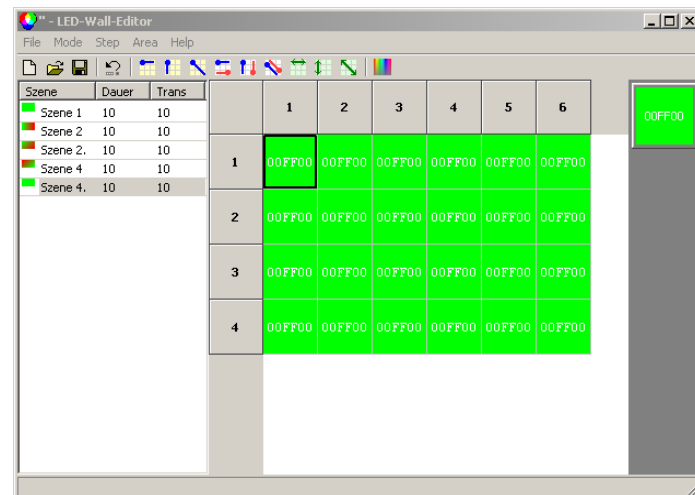 " - LED-Wall-Editor
File Mode Step Area Help
Szene Dauer Trans
Szene 1 10 10
Szene 2 10 10
Szene 2. 10 10
Szene 4 10 10
Szene 4. 10 10
1 2 3 4 5 6
1 00FF00 00FF00 00FF00 00FF00 00FF00 00FF00
2 00FF00 00FF00 00FF00 00FF00 00FF00 00FF00
3 00FF00 00FF00 00FF00 00FF00 00FF00 00FF00
4 00FF00 00FF00 00FF00 00FF00 00FF00 00FF00
00FF00